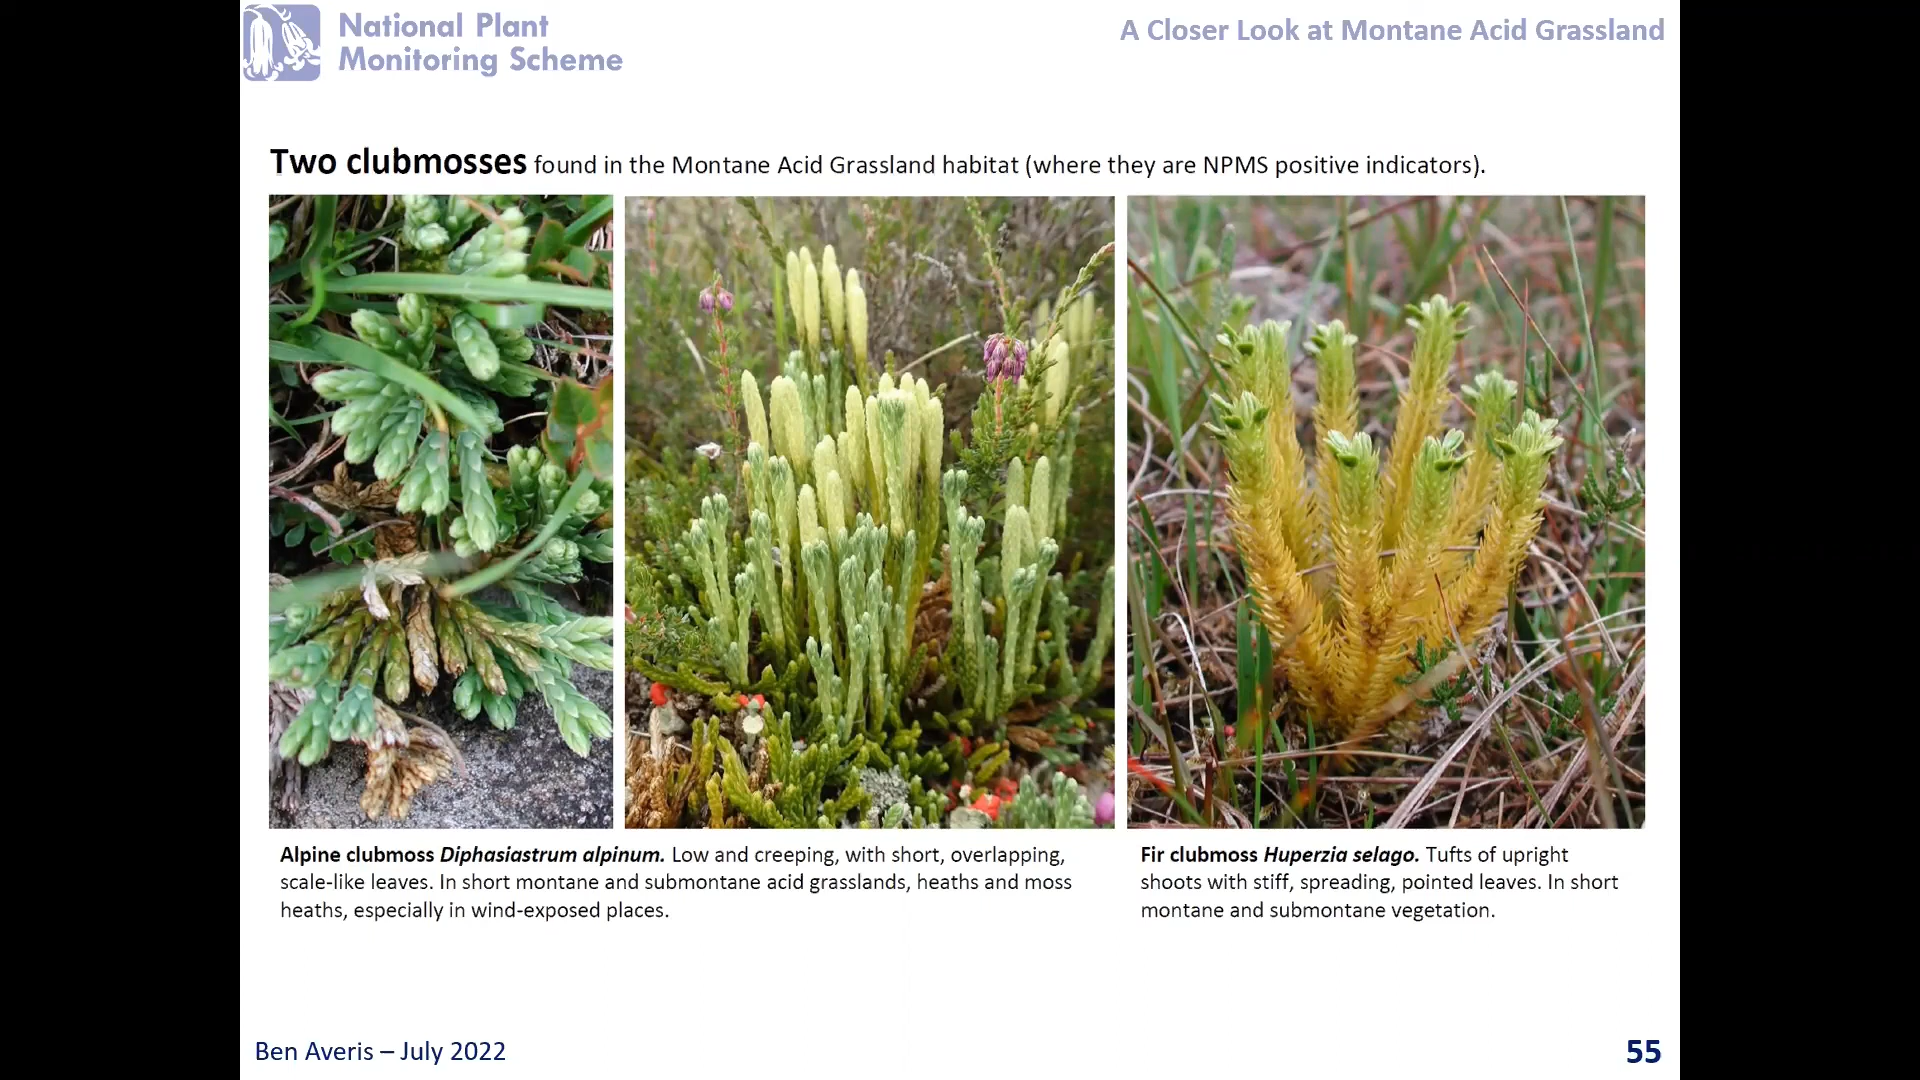 National Plant
Monitoring Scheme
A Closer Look at Montane Acid Grassland
Two clubmosses found in the Montane Acid Grassland habitat (where they are NPMS positive indicators).
Alpine clubmoss Diphasiastrum alpinum. Low and creeping, with short, overlapping,
scale-like leaves. In short montane and submontane acid grasslands, heaths and moss
heaths, especially in wind-exposed places.
Fir clubmoss Huperzia selago. Tufts of upright
shoots with stiff, spreading, pointed leaves. In short
montane and submontane vegetation.
Ben Averis – July 2022
55